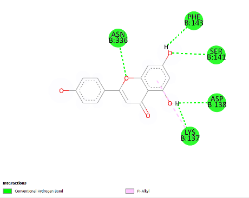 ASN
336
PHE
A:143
SER
A:141
ASP
A:138
LYS
A:137
O
O
O
O
O
H
H
Interactions
Conventional Hydrogen Bond
Pi-Alkyl